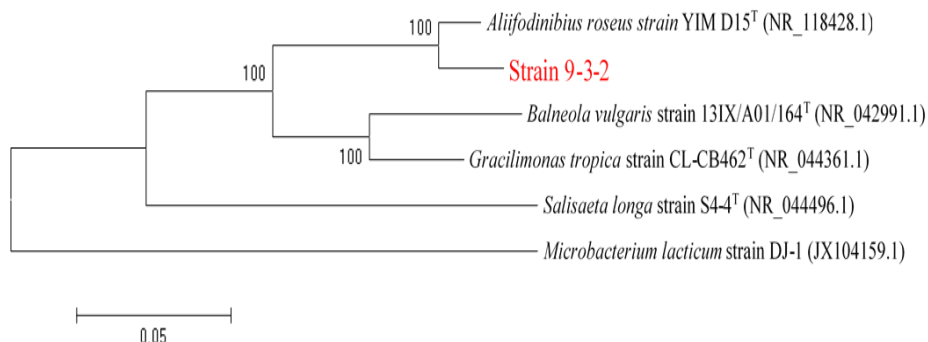 100
Aliifodinibius roseus strain YIM D15ᵀ (NR_118428.1)
Strain 9-3-2
100
Balneola vulgaris strain 13IX/A01/164ᵀ (NR_042991.1)
100
Gracilimonas tropica strain CL-CB462ᵀ (NR_044361.1)
Salisaeta longa strain S4-4ᵀ (NR_044496.1)
Microbacterium lacticum strain DJ-1 (JX104159.1)
0.05